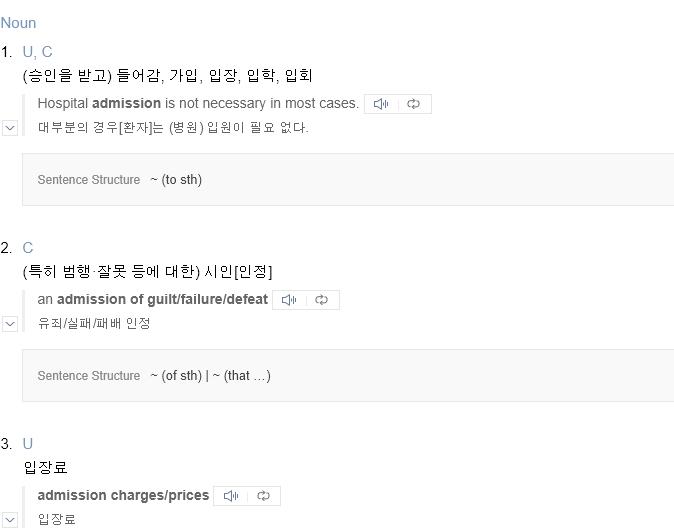 Noun
1. U, C
(승인을 받고) 들어감, 가입, 입장, 입학, 입회
Hospital admission is not necessary in most cases.
대부분의 경우[환자]는 (병원) 입원이 필요 없다.
Sentence Structure ~ (to sth)
2. C
(특히 범행·잘못 등에 대한) 시인[인정]
an admission of guilt/failure/defeat
유죄/실패/패배 인정
Sentence Structure ~ (of sth) | ~ (that …)
3. U
입장료
admission charges/prices
입장료